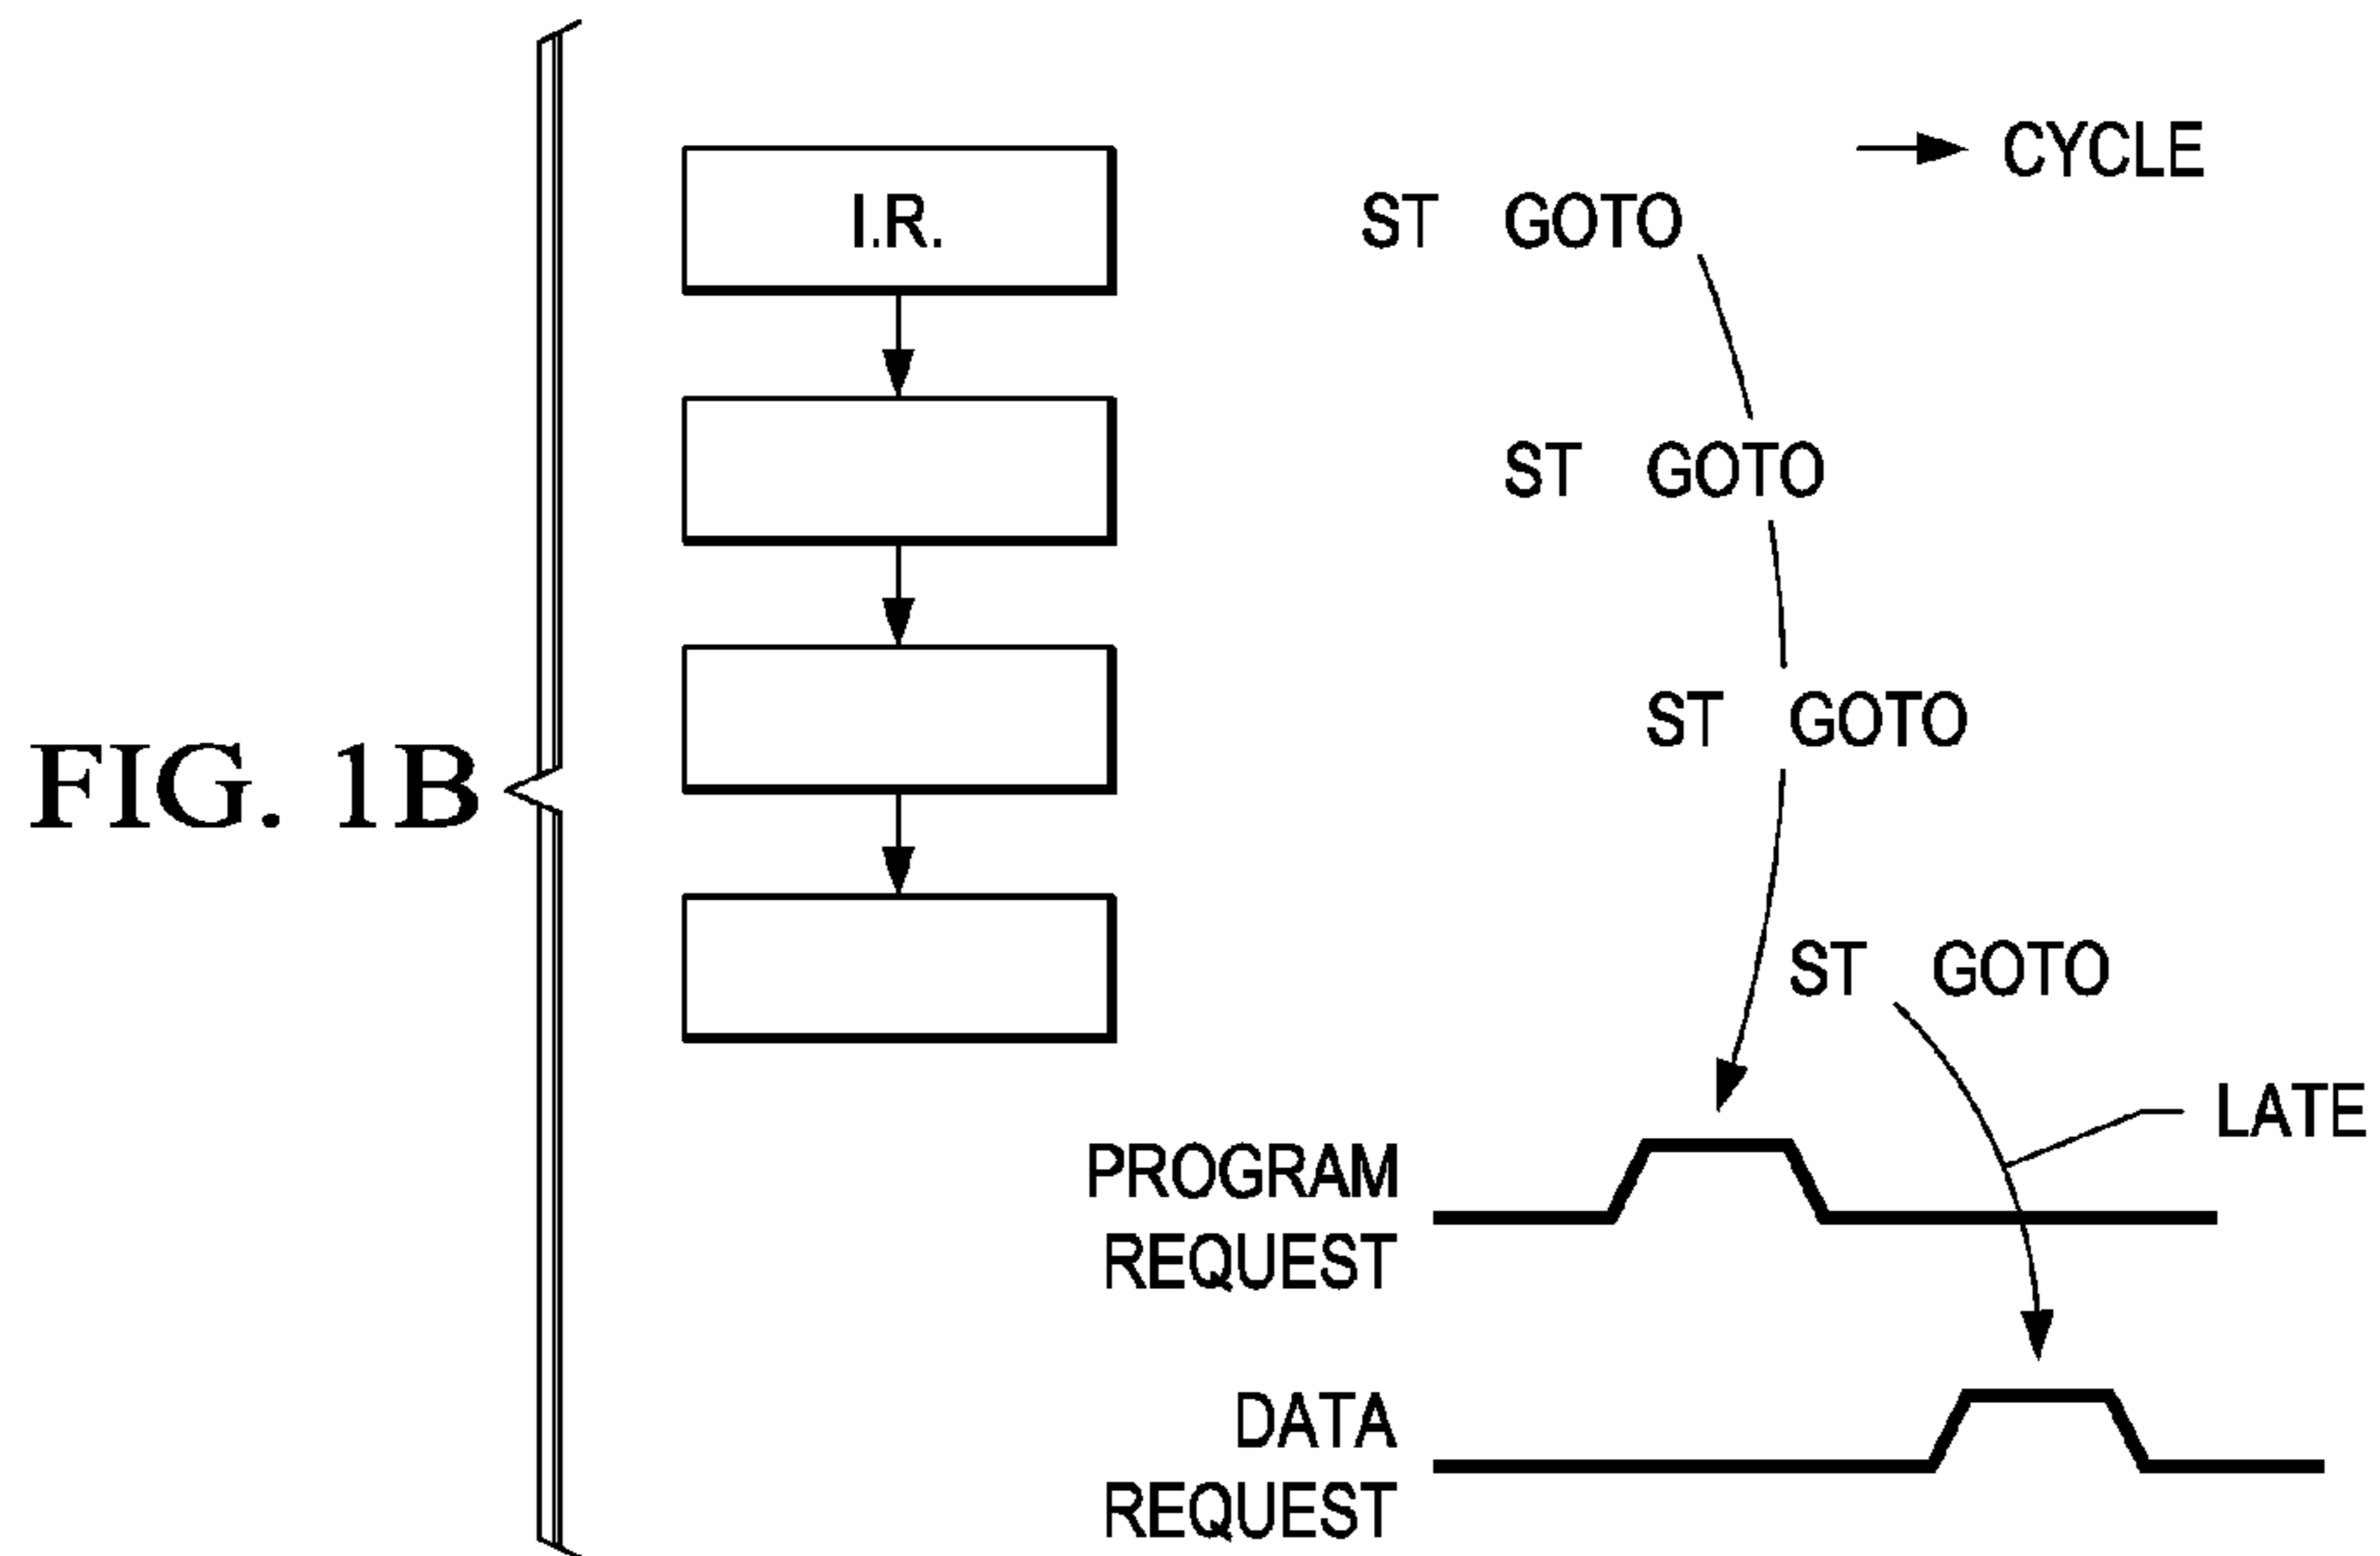 CYCLE
I.R.
ST GOTO
ST GOTO
ST GOTO
FIG. 1B
ST GOTO
LATE
PROGRAM
REQUEST
DATA
REQUEST